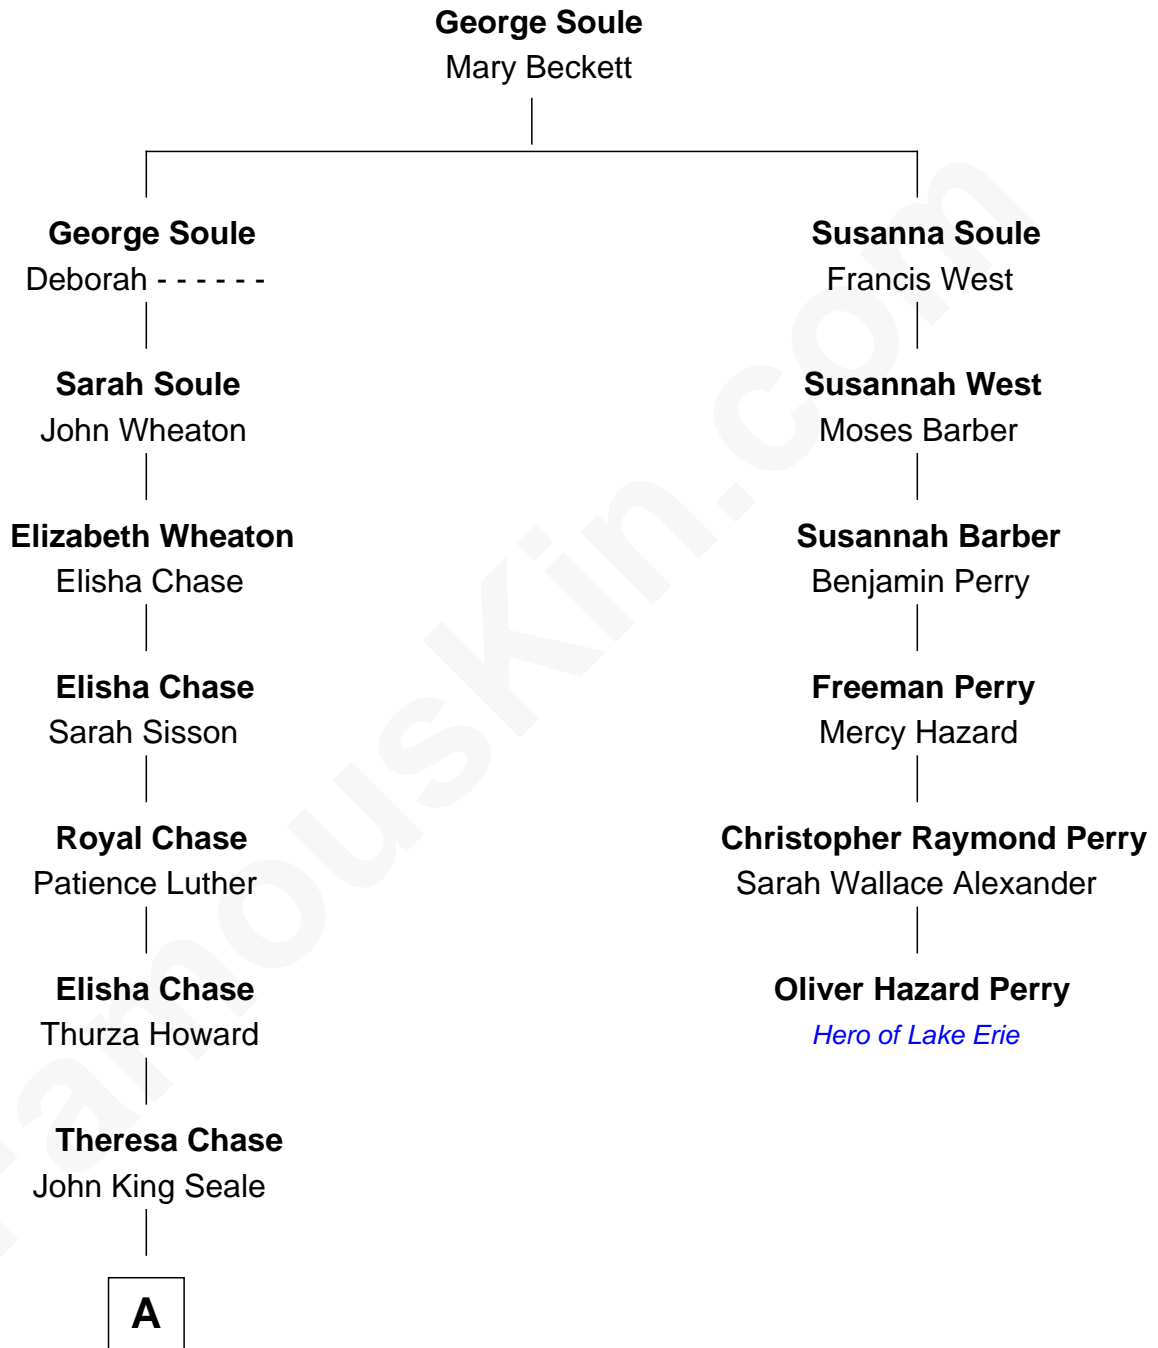 George Soule
Mary Beckett
George Soule
Deborah - - - - - -
Susanna Soule
Francis West
Sarah Soule
John Wheaton
Susannah West
Moses Barber
Elizabeth Wheaton
Elisha Chase
Susannah Barber
Benjamin Perry
Elisha Chase
Sarah Sisson
Freeman Perry
Mercy Hazard
Royal Chase
Patience Luther
Christopher Raymond Perry
Sarah Wallace Alexander
Elisha Chase
Thurza Howard
Oliver Hazard Perry
Hero of Lake Erie
Theresa Chase
John King Seale
A
FamousKin.com